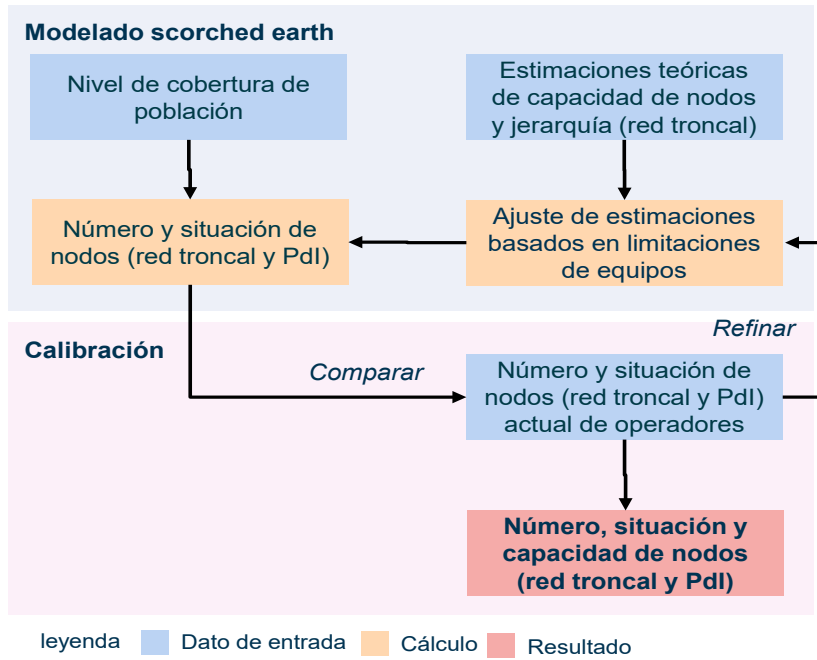 Modelado scorched earth
Nivel de cobertura de
población
Estimaciones teóricas
de capacidad de nodos
y jerarquía (red troncal)
Número y situación de
nodos (red troncal y PdI)
Ajuste de estimaciones
basados en limitaciones
de equipos
Refinar
Calibración
Comparar
Número y situación de
nodos (red troncal y PdI)
actual de operadores
Número, situación y
capacidad de nodos
(red troncal y PdI)
leyenda
Dato de entrada
Cálculo
Resultado